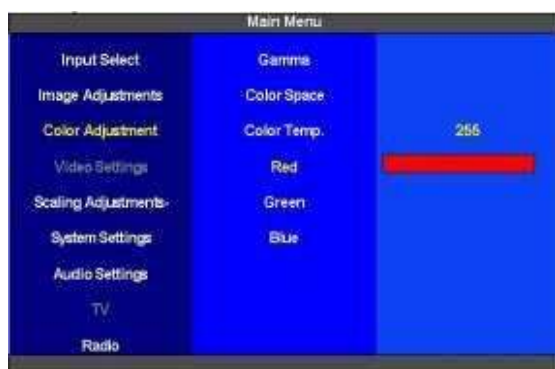 Main Menu
Input Select
Image Adjustments
Color Adjustment
Video Settings
Scaling Adjustments-
System Settings
Audio Settings
TV
Radio
Gamma
Color Space
Color Temp.
Red
Green
Blue
255